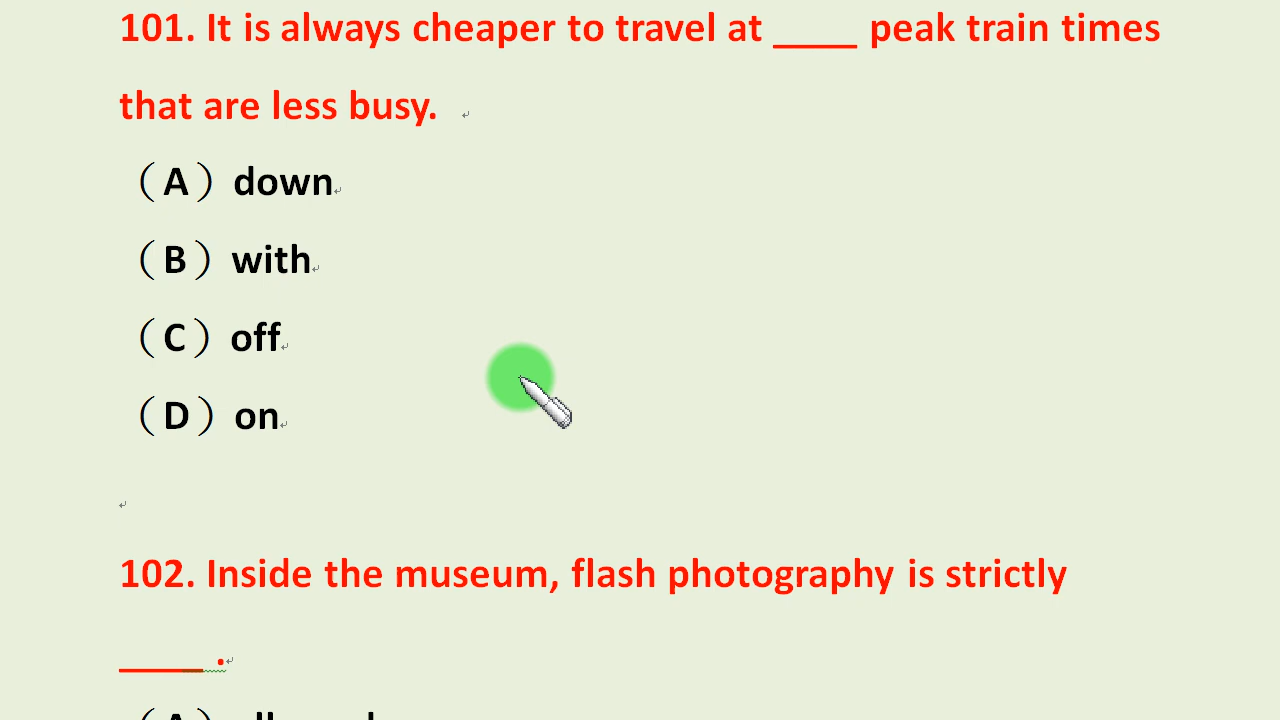 101. It is always cheaper to travel at ____ peak train times
that are less busy.
（A）down
（B）with
（C）off
（D）on
102. Inside the museum, flash photography is strictly
____.
（A）